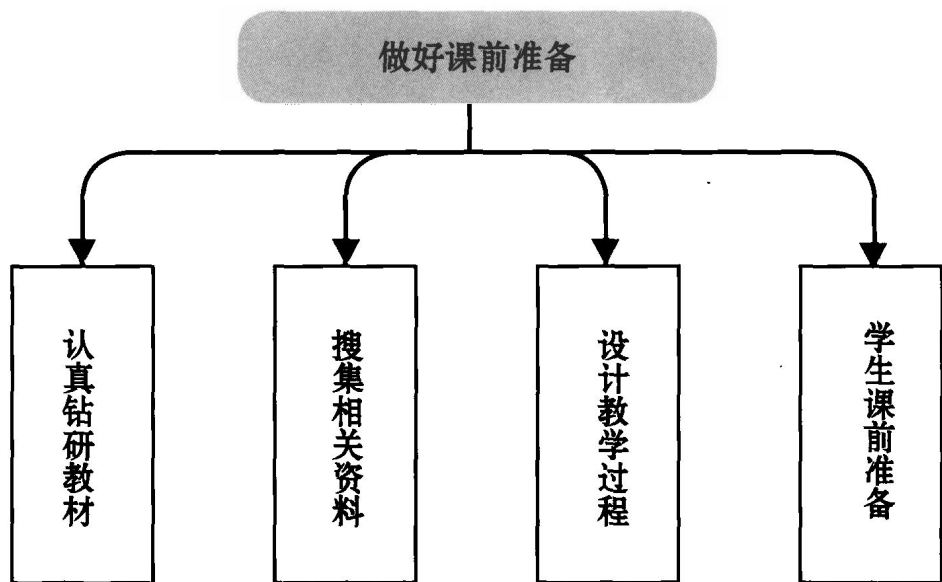 做好课前准备
认真钻研教材
搜集相关资料
设计教学过程
学生课前准备